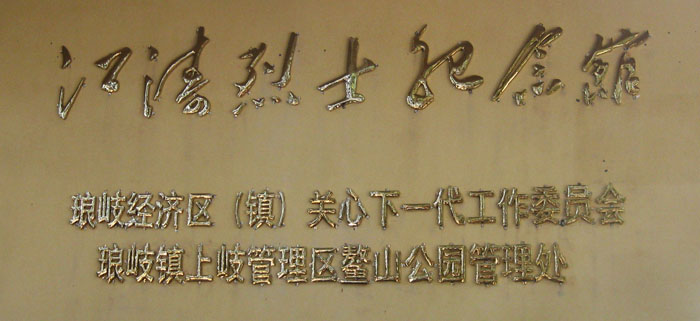 江涛烈士纪念馆
琅岐经济区（镇）关心下一代工作委员会
琅岐镇上岐管理区鳌山公园管理处